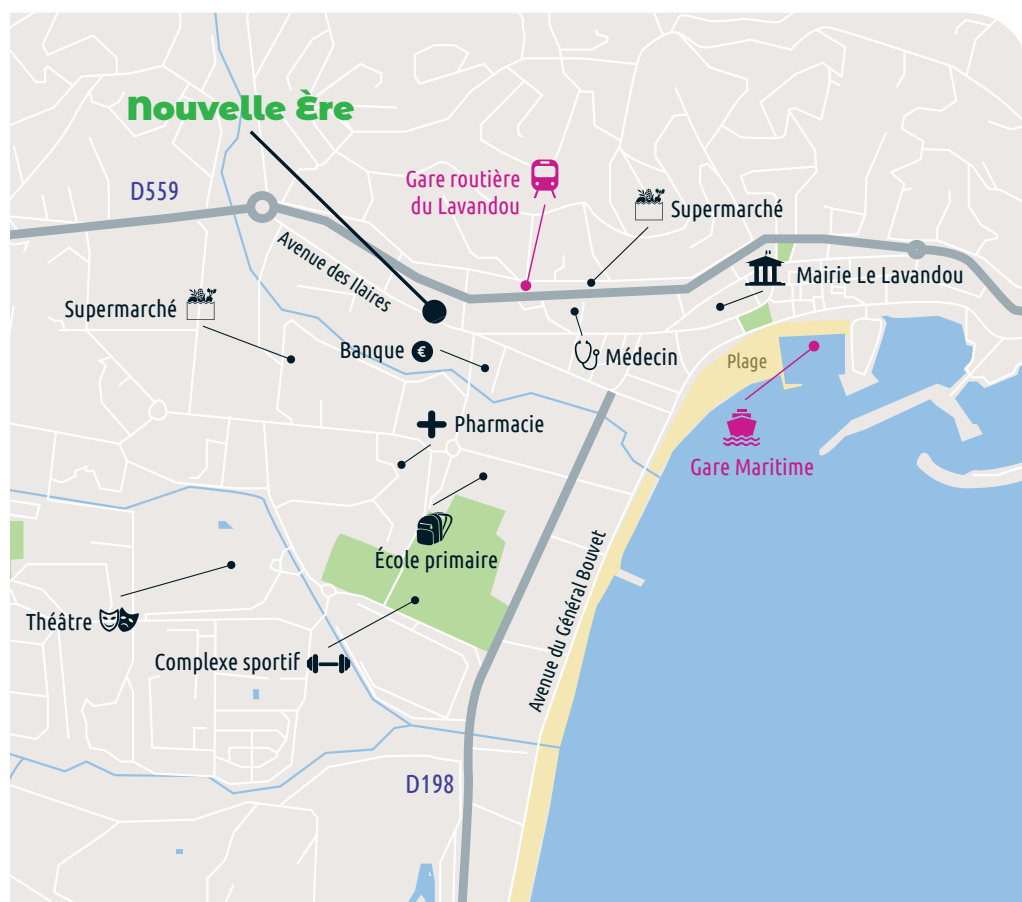 Nouvelle Ère
D559
Gare routière
du Lavandou
Supermarché
Avenue des Ilaires
Mairie Le Lavandou
Supermarché
Banque €
Médecin
Plage
Pharmacie
Gare Maritime
École primaire
Avenue du Général Bouvet
Théâtre
Complexe sportif
D198